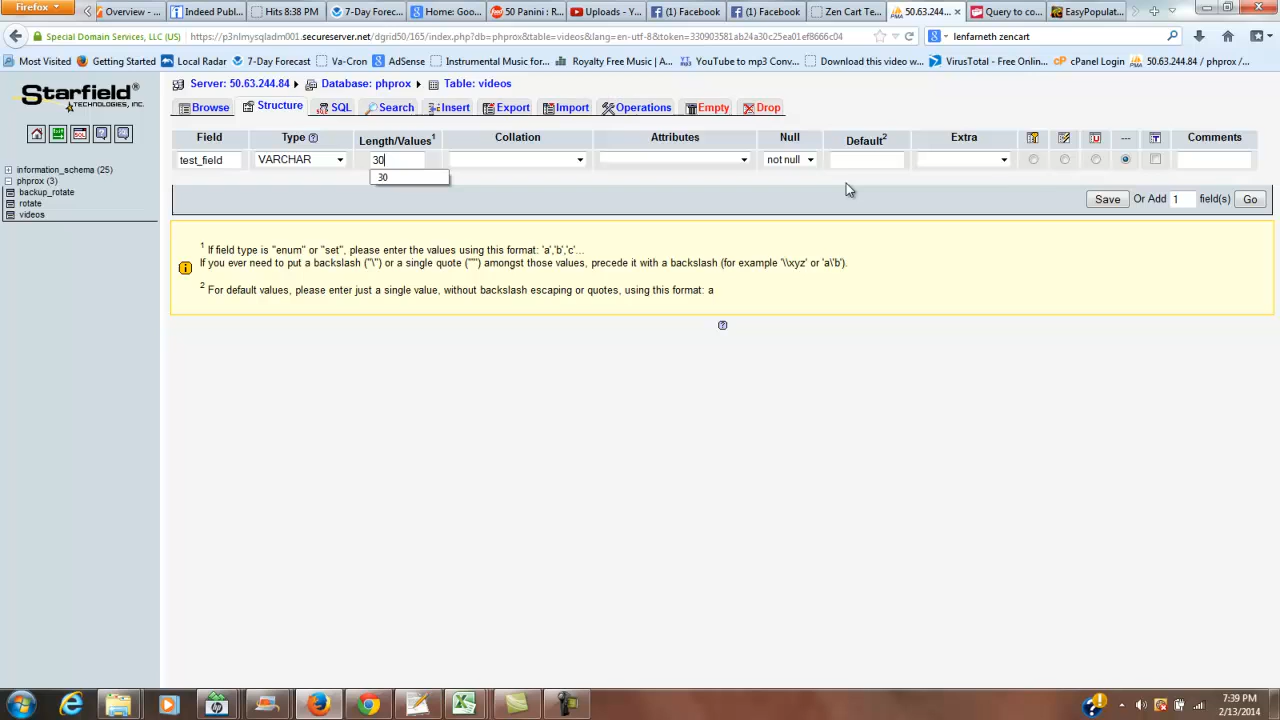 Firefox
Overview - ...
Indeed Publ...
Hits 8:38 PM
7-Day Forec...
Home - Goo...
50 Panini : R...
Uploads - Y...
(1) Facebook
(1) Facebook
Zen Cart Te...
50.63.244...
Query to co...
EasyPopulat...
Special Domain Services, LLC (US)
https://p3nlmysqladm001.secureserver.net/dgrid50/165/index.php?db=phprox&table=videos&lang=en-utf-8&token=330903581ab24a30c25ea01ef8666c04
lenfarneth zencart
Most Visited
Getting Started
Local Radar
7-Day Forecast
Va-Cron
AdSense
Instrumental Music for...
Royalty Free Music | A...
YouTube to mp3 Conv...
Download this video w...
VirusTotal - Free Onlin...
cPanel Login
50.63.244.84 / phprox /...
Starfield
TECHNOLOGIES, INC.
information_schema (25)
phprox (3)
backup_rotate
rotate
videos
Server: 50.63.244.84
Database: phprox
Table: videos
Browse
Structure
SQL
Search
Insert
Export
Import
Operations
Empty
Drop
Field Type Length/Values1 Collation Attributes Null Default2 Extra --- Comments
test_field VARCHAR 30 not null
30
Save Or Add 1 field(s) Go
1 If field type is "enum" or "set", please enter the values using this format: 'a','b','c'...
If you ever need to put a backslash ("\") or a single quote ("'") amongst those values, precede it with a backslash (for example '\\xyz' or 'a\'b').
2 For default values, please enter just a single value, without backslash escaping or quotes, using this format: a
7:39 PM
2/13/2014